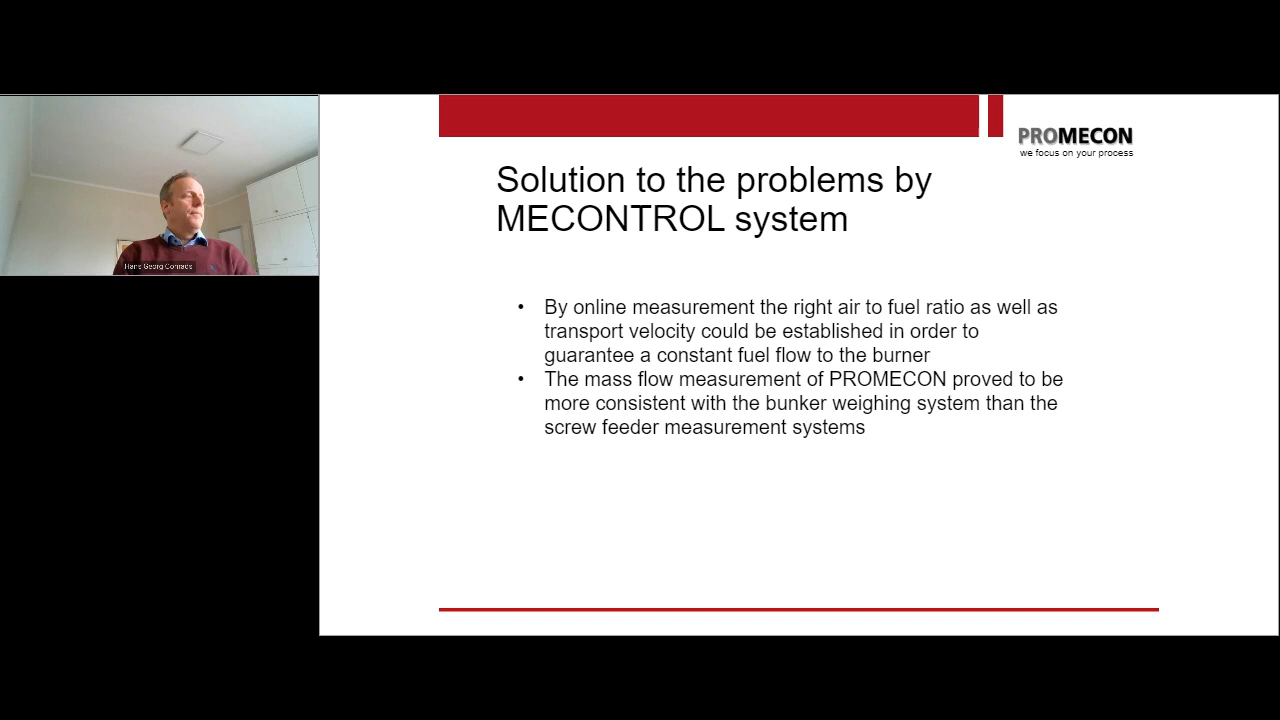 PROMECON
we focus on your process
Solution to the problems by
MECONTROL system
• By online measurement the right air to fuel ratio as well as
transport velocity could be established in order to
guarantee a constant fuel flow to the burner
• The mass flow measurement of PROMECON proved to be
more consistent with the bunker weighing system than the
screw feeder measurement systems
Hans Georg Conrads